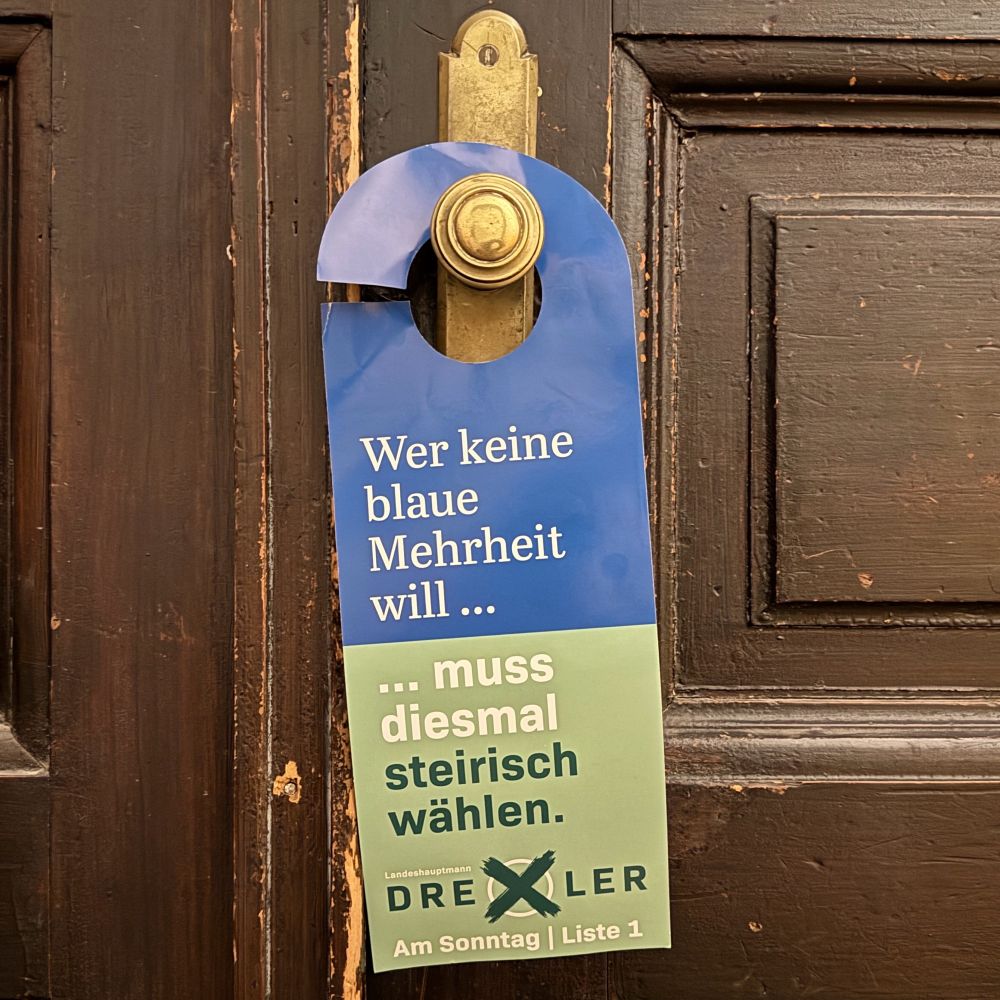 Wer keine
blaue
Mehrheit
will ...
... muss
diesmal
steirisch
wählen.
Landeshauptmann
DREXLER
Am Sonntag | Liste 1